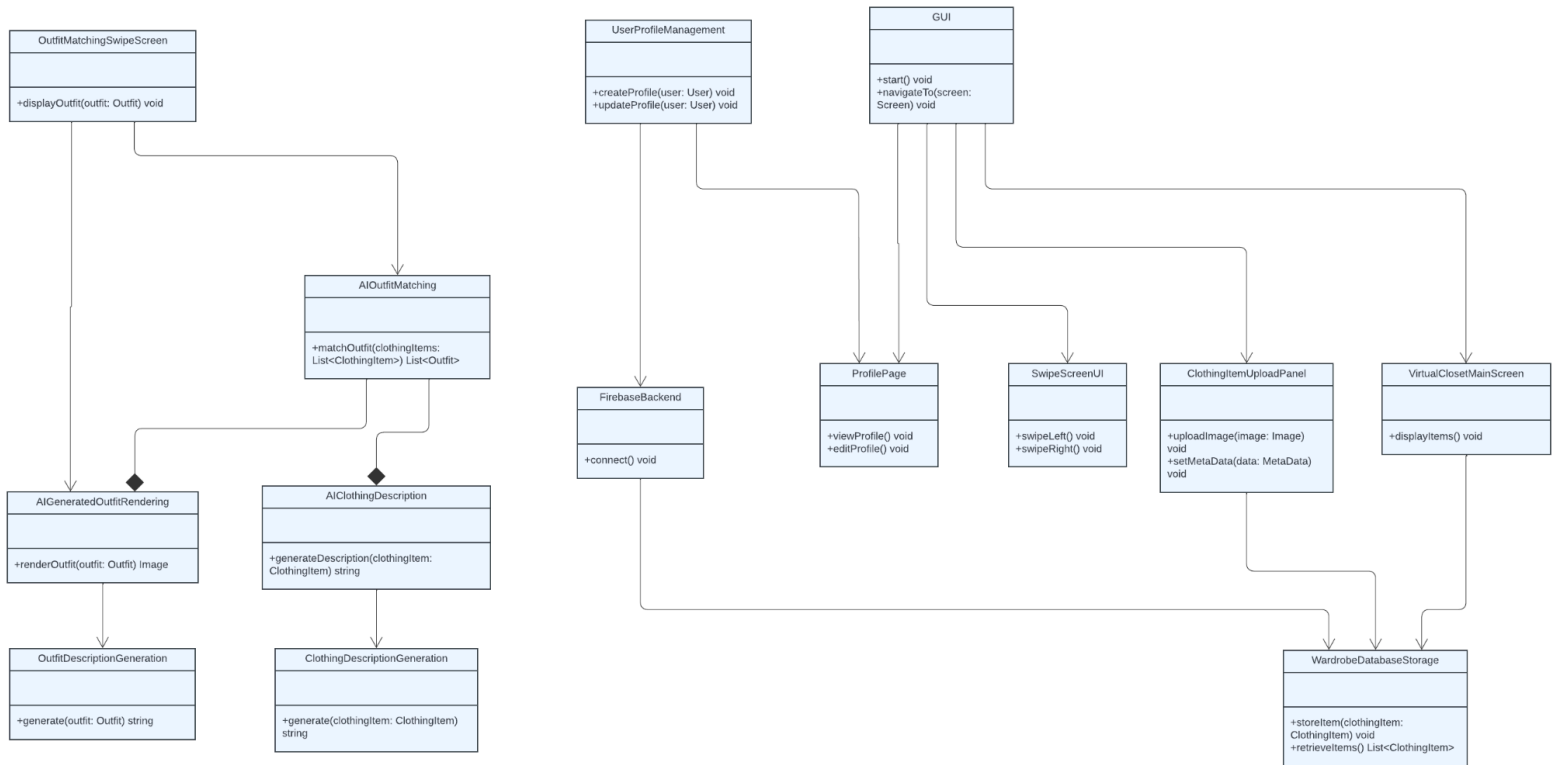 OutfitMatchingSwipeScreen
+displayOutfit(outfit: Outfit) void
UserProfileManagement
+createProfile(user: User) void
+updateProfile(user: User) void
GUI
+start() void
+navigateTo(screen:
Screen) void
AIOutfitMatching
+matchOutfit(clothingItems:
List<ClothingItem>) List<Outfit>
FirebaseBackend
+connect() void
ProfilePage
+viewProfile() void
+editProfile() void
SwipeScreenUI
+swipeLeft() void
+swipeRight() void
ClothingItemUploadPanel
+uploadImage(image: Image)
void
+setMetaData(data: MetaData)
void
VirtualClosetMainScreen
+displayItems() void
AIGeneratedOutfitRendering
+renderOutfit(outfit: Outfit) Image
AIClothingDescription
+generateDescription(clothingItem:
ClothingItem) string
OutfitDescriptionGeneration
+generate(outfit: Outfit) string
ClothingDescriptionGeneration
+generate(clothingItem: ClothingItem)
string
WardrobeDatabaseStorage
+storeItem(clothingItem:
ClothingItem) void
+retrieveItems() List<ClothingItem>